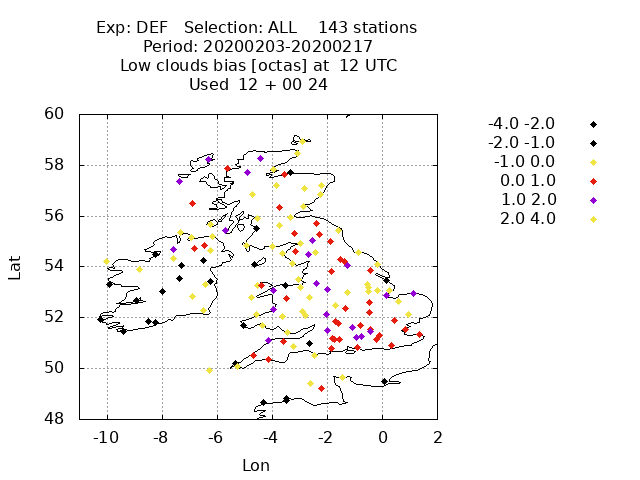 Exp: DEF Selection: ALL 143 stations
Period: 20200203-20200217
Low clouds bias [octas] at 12 UTC
Used 12 + 00 24
-4.0 -2.0
-2.0 -1.0
-1.0 0.0
0.0 1.0
1.0 2.0
2.0 4.0
60
58
56
54
52
50
48
Lat
-10 -8 -6 -4 -2 0 2
Lon